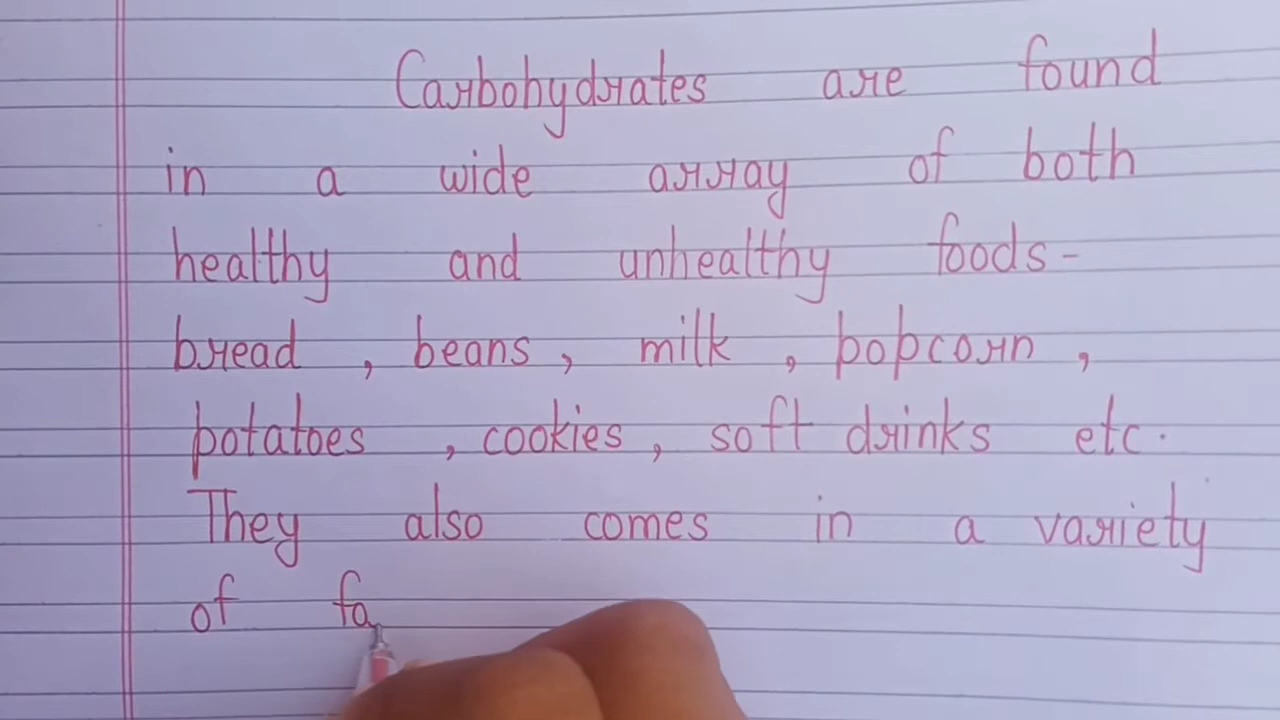 Carbohydrates are found
in a wide array of both
healthy and unhealthy foods-
bread , beans , milk , popcorn ,
potatoes , cookies , soft drinks etc.
They also comes in a variety
of fo